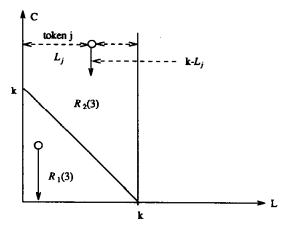 C
token j
L_j
k-L_j
k
R_2(3)
R_1(3)
L
k